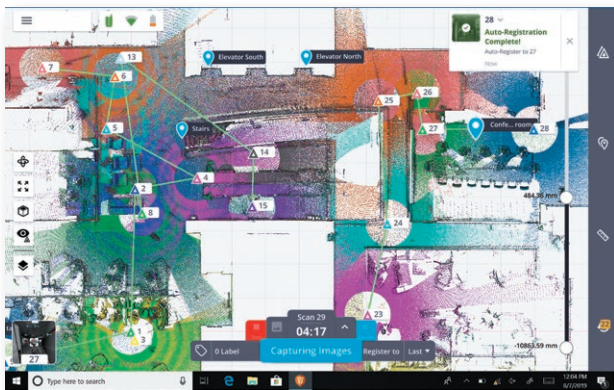 28
Auto-Registration
Complete!
Auto-Register to 27
Now
13
7
6
Elevator South
Elevator North
25
26
5
Stairs
27
Confe... room
28
14
4
2
15
8
484.36 mm
24
23
Scan 29
04:17
1
3
27
0 Label
Capturing Images
Register to
Last
-10863.59 mm
22
Type here to search
12:04 PM
8/7/2019